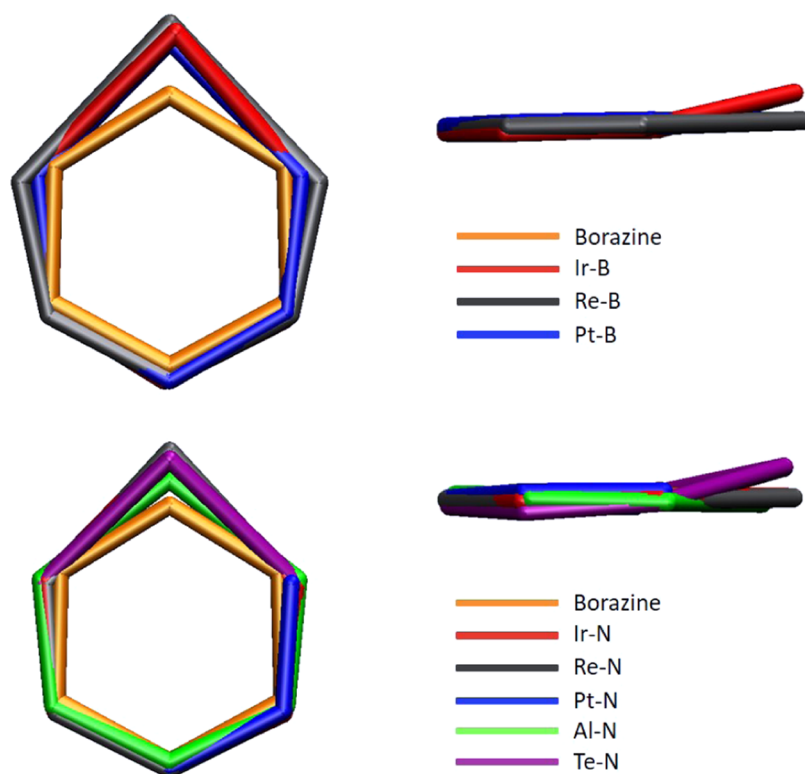 Borazine
Ir-B
Re-B
Pt-B
Borazine
Ir-N
Re-N
Pt-N
Al-N
Te-N